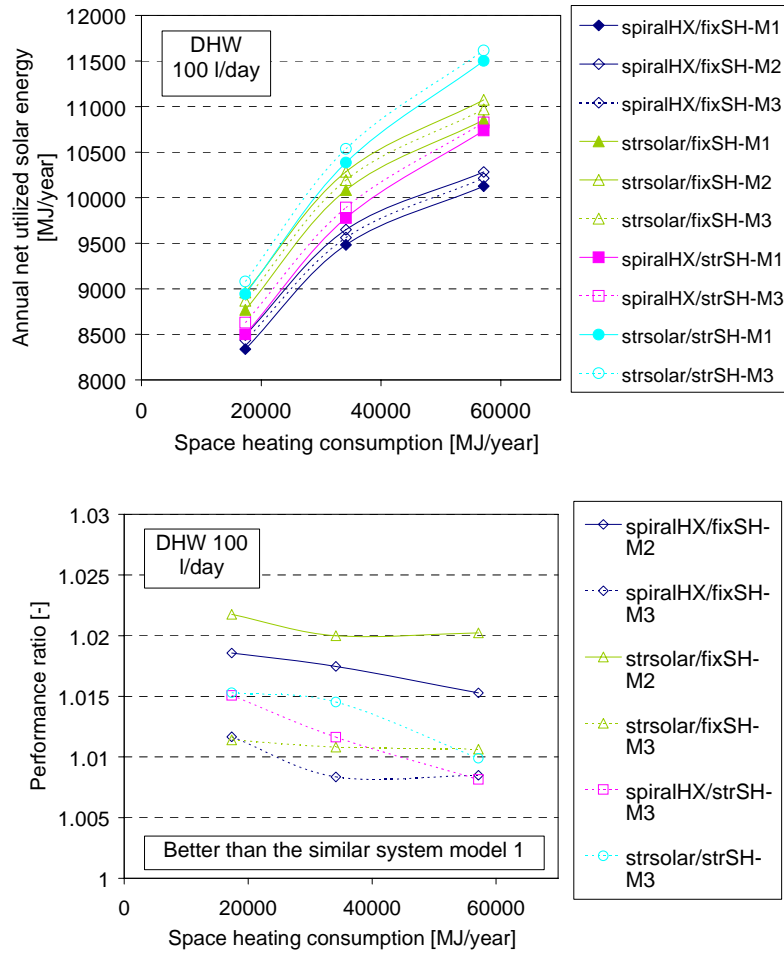 12000
11500
11000
10500
10000
9500
9000
8500
8000
Annual net utilized solar energy
[MJ/year]
DHW
100 l/day
0
20000
40000
60000
Space heating consumption [MJ/year]
spiralHX/fixSH-M1
spiralHX/fixSH-M2
spiralHX/fixSH-M3
strsolar/fixSH-M1
strsolar/fixSH-M2
strsolar/fixSH-M3
spiralHX/strSH-M1
spiralHX/strSH-M3
strsolar/strSH-M1
strsolar/strSH-M3
1.03
1.025
1.02
1.015
1.01
1.005
1
Performance ratio [-]
DHW 100
l/day
Better than the similar system model 1
0
20000
40000
60000
Space heating consumption [MJ/year]
spiralHX/fixSH-
M2
spiralHX/fixSH-
M3
strsolar/fixSH-
M2
strsolar/fixSH-
M3
spiralHX/strSH-
M3
strsolar/strSH-
M3